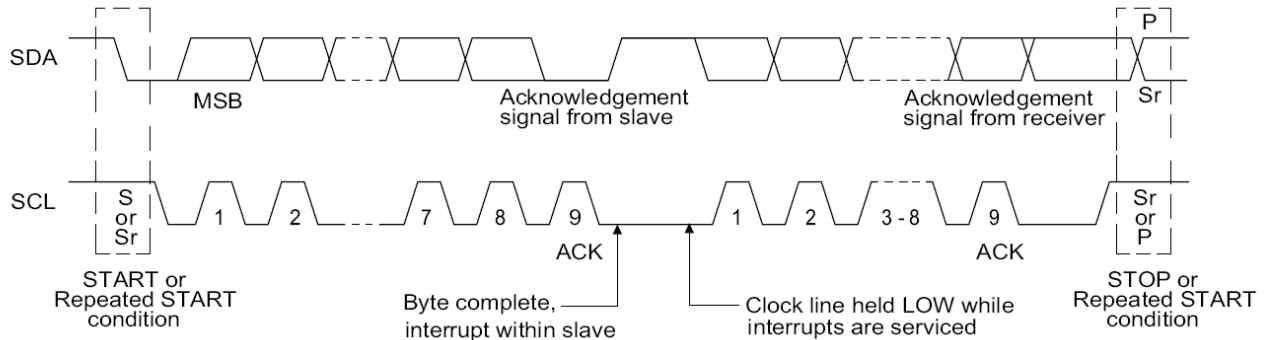 P
SDA
MSB
Acknowledgement
signal from slave
Acknowledgement
signal from receiver
Sr
SCL
S
or
Sr
1
2
7
8
9
1
2
3 - 8
9
Sr
or
P
ACK
ACK
START or
Repeated START
condition
Byte complete,
interrupt within slave
Clock line held LOW while
interrupts are serviced
STOP or
Repeated START
condition